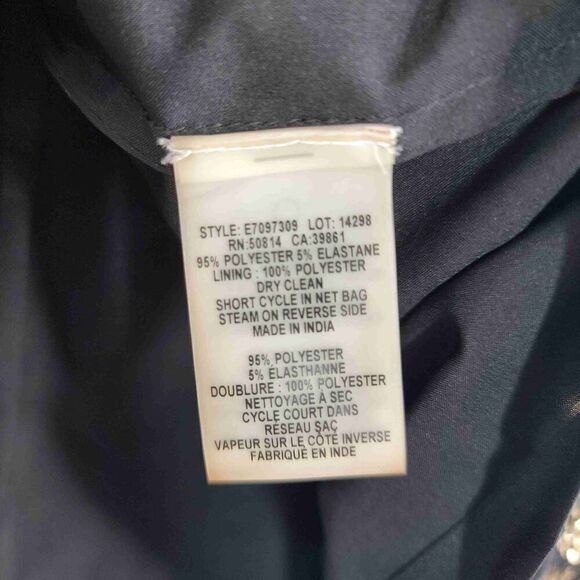 STYLE: E7097309 LOT: 14298
RN:50814 CA:39861
95% POLYESTER 5% ELASTANE
LINING : 100% POLYESTER
DRY CLEAN
SHORT CYCLE IN NET BAG
STEAM ON REVERSE SIDE
MADE IN INDIA
95% POLYESTER
5% ELASTHANNE
DOUBLURE : 100% POLYESTER
NETTOYAGE À SEC
CYCLE COURT DANS
RÉSEAU SAÇ
VAPEUR SUR LE CÔTÉ INVERSE
FABRIQUÉ EN INDE